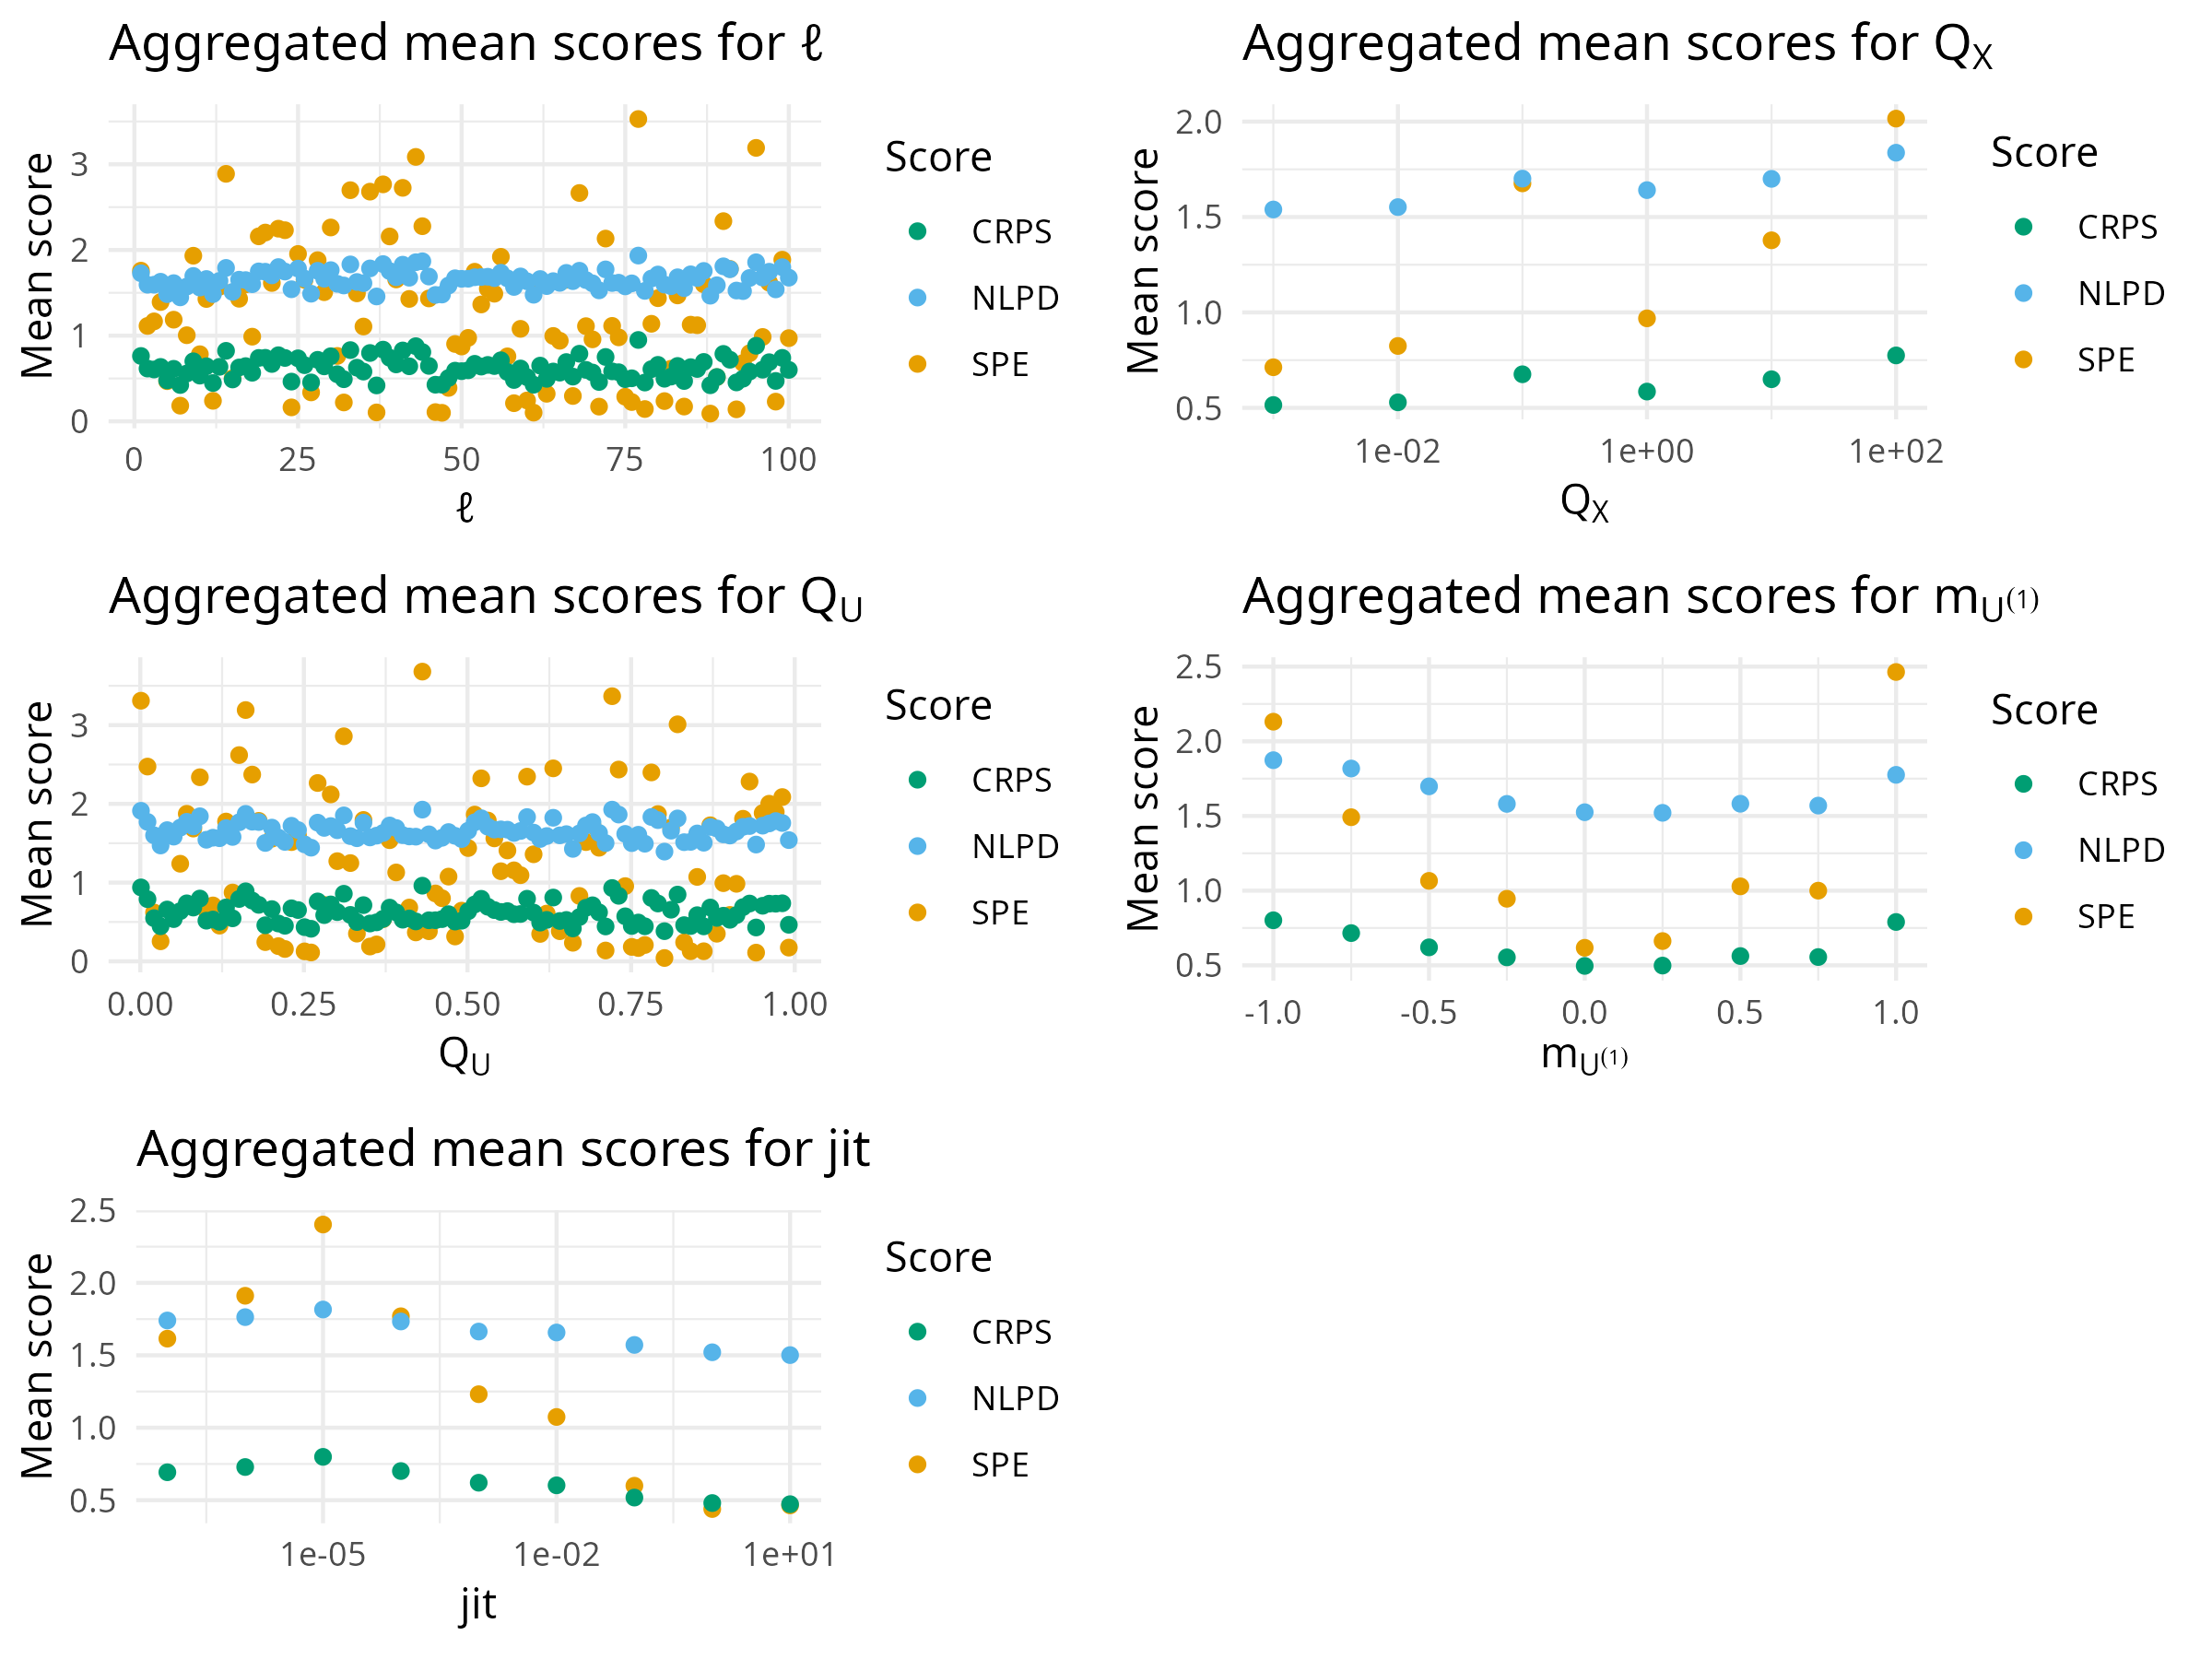 Aggregated mean scores for ℓ
Mean score
3
2
1
0
0 25 50 75 100
ℓ
Score
CRPS
NLPD
SPE
Aggregated mean scores for Q_X
Mean score
2.0
1.5
1.0
0.5
1e-02 1e+00 1e+02
Q_X
Score
CRPS
NLPD
SPE
Aggregated mean scores for Q_U
Mean score
3
2
1
0
0.00 0.25 0.50 0.75 1.00
Q_U
Score
CRPS
NLPD
SPE
Aggregated mean scores for m_U(1)
Mean score
2.5
2.0
1.5
1.0
0.5
-1.0 -0.5 0.0 0.5 1.0
m_U(1)
Score
CRPS
NLPD
SPE
Aggregated mean scores for jit
Mean score
2.5
2.0
1.5
1.0
0.5
1e-05 1e-02 1e+01
jit
Score
CRPS
NLPD
SPE